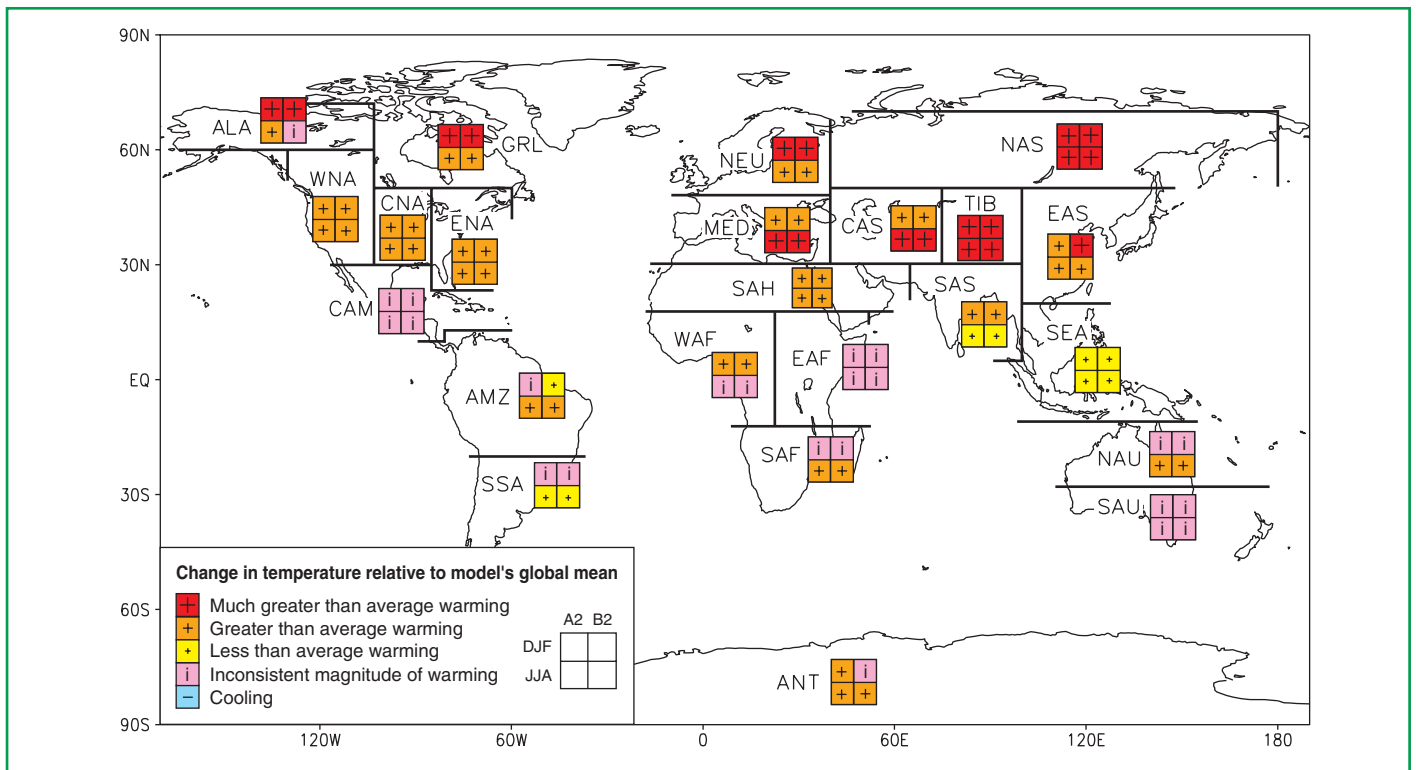 90N
60N
30N
EQ
30S
60S
90S
120W
60W
0
60E
120E
180
ALA
GRL
WNA
CNA
ENA
CAM
AMZ
SSA
NEU
NAS
MED
CAS
TIB
EAS
SAH
SAS
WAF
EAF
SEA
SAF
NAU
SAU
ANT
Change in temperature relative to model's global mean
+ Much greater than average warming
+ Greater than average warming
+ Less than average warming
i Inconsistent magnitude of warming
− Cooling
A2 B2
DJF
JJA